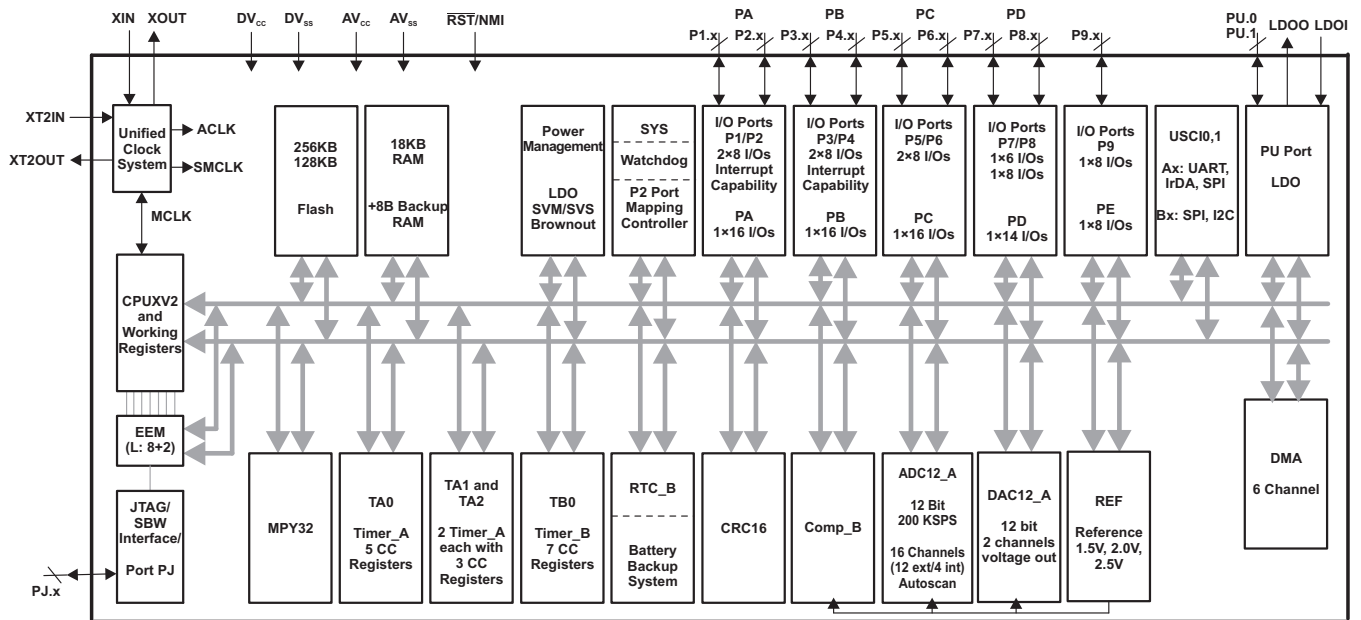 XIN XOUT DVCC DVSS AVCC AVSS RST/NMI PA PB PC PD PU.0 LDOO LDOI
P1.x P2.x P3.x P4.x P5.x P6.x P7.x P8.x P9.x PU.1
XT2IN
XT2OUT
Unified
Clock
System
ACLK
SMCLK
MCLK
256KB
128KB
Flash
18KB
RAM
+8B Backup
RAM
Power
Management
LDO
SVM/SVS
Brownout
SYS
Watchdog
P2 Port
Mapping
Controller
I/O Ports
P1/P2
2×8 I/Os
Interrupt
Capability
PA
1×16 I/Os
I/O Ports
P3/P4
2×8 I/Os
Interrupt
Capability
PB
1×16 I/Os
I/O Ports
P5/P6
2×8 I/Os
PC
1×16 I/Os
I/O Ports
P7/P8
1×6 I/Os
1×8 I/Os
PD
1×14 I/Os
I/O Ports
P9
1×8 I/Os
PE
1×8 I/Os
USCI0,1
Ax: UART,
IrDA, SPI
Bx: SPI, I2C
PU Port
LDO
CPUXV2
and
Working
Registers
EEM
(L: 8+2)
JTAG/
SBW
Interface/
Port PJ
PJ.x
MPY32
TA0
Timer_A
5 CC
Registers
TA1 and
TA2
2 Timer_A
each with
3 CC
Registers
TB0
Timer_B
7 CC
Registers
RTC_B
Battery
Backup
System
CRC16
Comp_B
ADC12_A
12 Bit
200 KSPS
16 Channels
(12 ext/4 int)
Autoscan
DAC12_A
12 bit
2 channels
voltage out
REF
Reference
1.5V, 2.0V,
2.5V
DMA
6 Channel